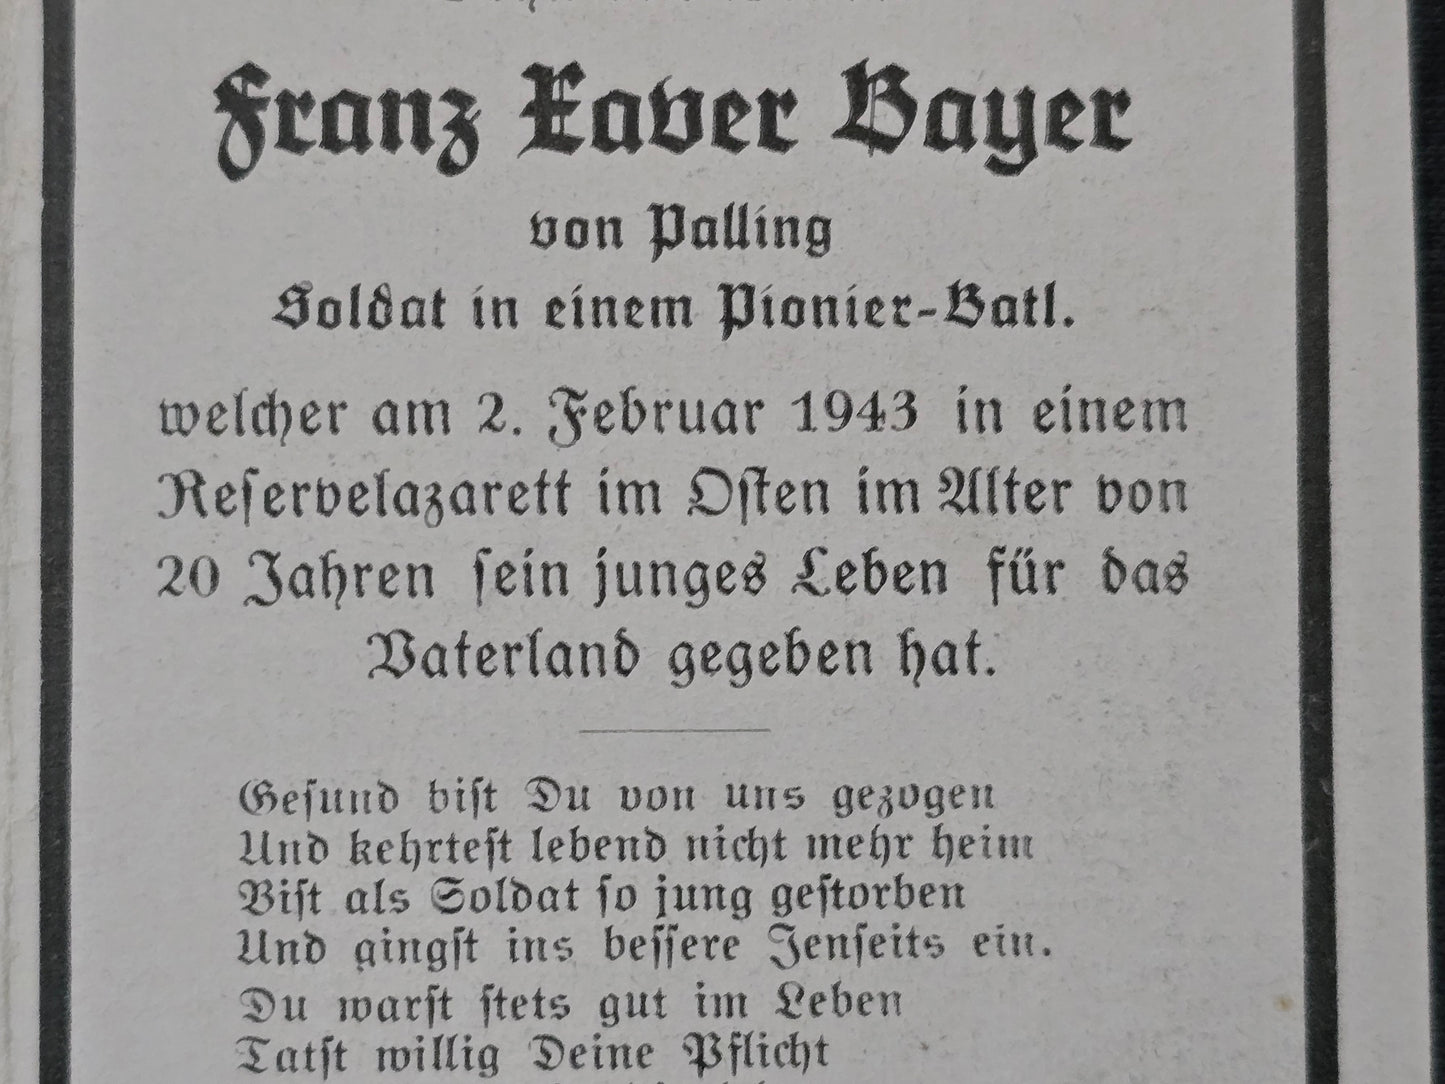 Franz Xaver Bayer
von Palling
Soldat in einem Pionier-Batl.
welcher am 2. Februar 1943 in einem
Reſervelazarett im Oſten im Alter von
20 Jahren ſein junges Leben für das
Vaterland gegeben hat.
Geſund biſt Du von uns gezogen
Und kehrteſt lebend nicht mehr heim
Biſt als Soldat ſo jung geſtorben
Und gingſt ins beſſere Jenſeits ein.
Du warſt ſtets gut im Leben
Tatſt willig Deine Pflicht